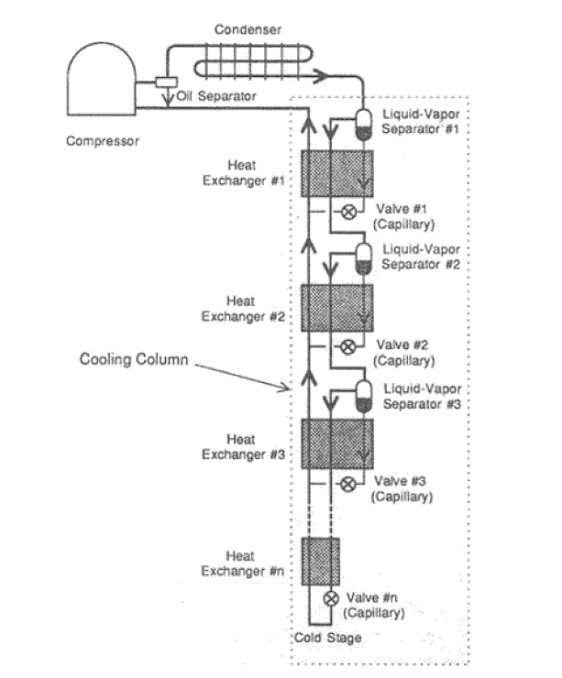 Condenser
Oil Separator
Compressor
Liquid-Vapor
Separator #1
Heat
Exchanger #1
Valve #1
(Capillary)
Liquid-Vapor
Separator #2
Heat
Exchanger #2
Valve #2
(Capillary)
Cooling Column
Liquid-Vapor
Separator #3
Heat
Exchanger #3
Valve #3
(Capillary)
Heat
Exchanger #n
Valve #n
(Capillary)
Cold Stage